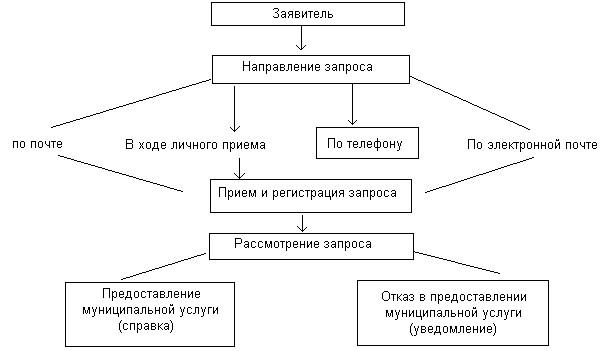 Заявитель
Направление запроса
по почте
В ходе личного приема
По телефону
По электронной почте
Прием и регистрация запроса
Рассмотрение запроса
Предоставление
муниципальной услуги
(справка)
Отказ в предоставлении
муниципальной услуги
(уведомление)